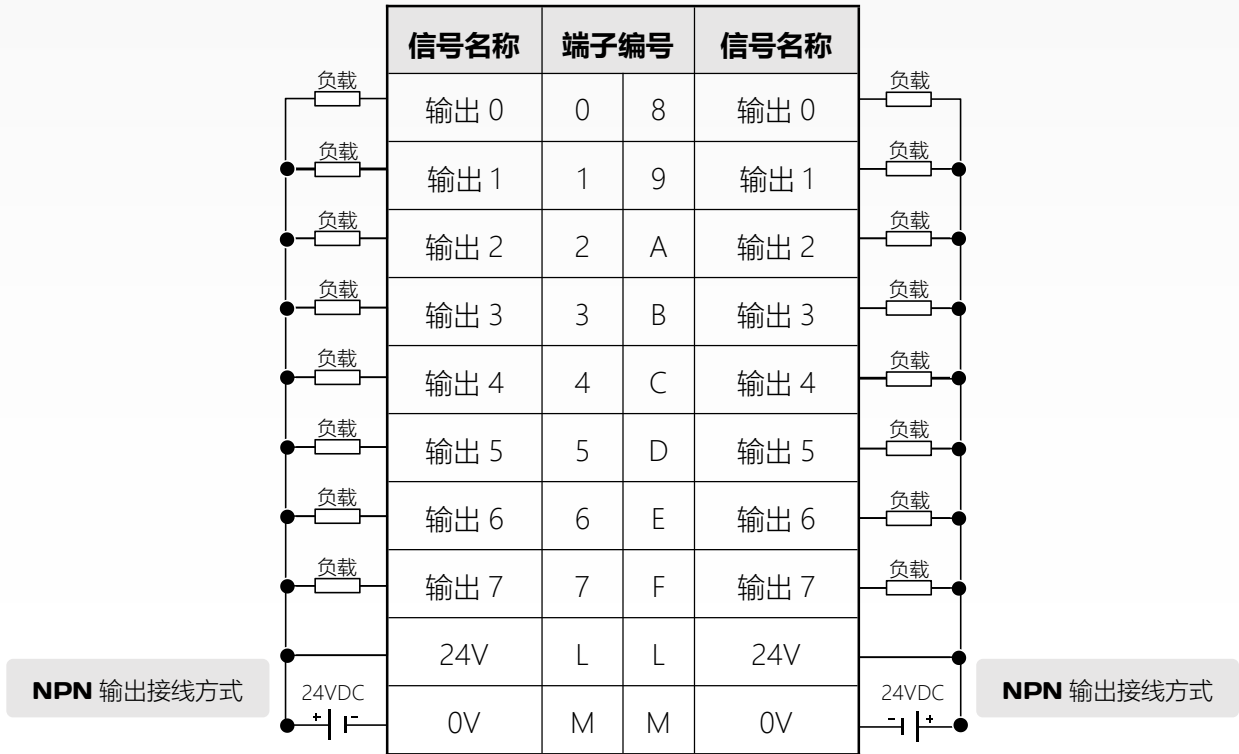 信号名称 端子编号 信号名称
负载 输出 0 0 8 输出 0 负载
负载 输出 1 1 9 输出 1 负载
负载 输出 2 2 A 输出 2 负载
负载 输出 3 3 B 输出 3 负载
负载 输出 4 4 C 输出 4 负载
负载 输出 5 5 D 输出 5 负载
负载 输出 6 6 E 输出 6 负载
负载 输出 7 7 F 输出 7 负载
24V L L 24V
NPN 输出接线方式 24VDC 24VDC NPN 输出接线方式
+ - 0V M M 0V - +